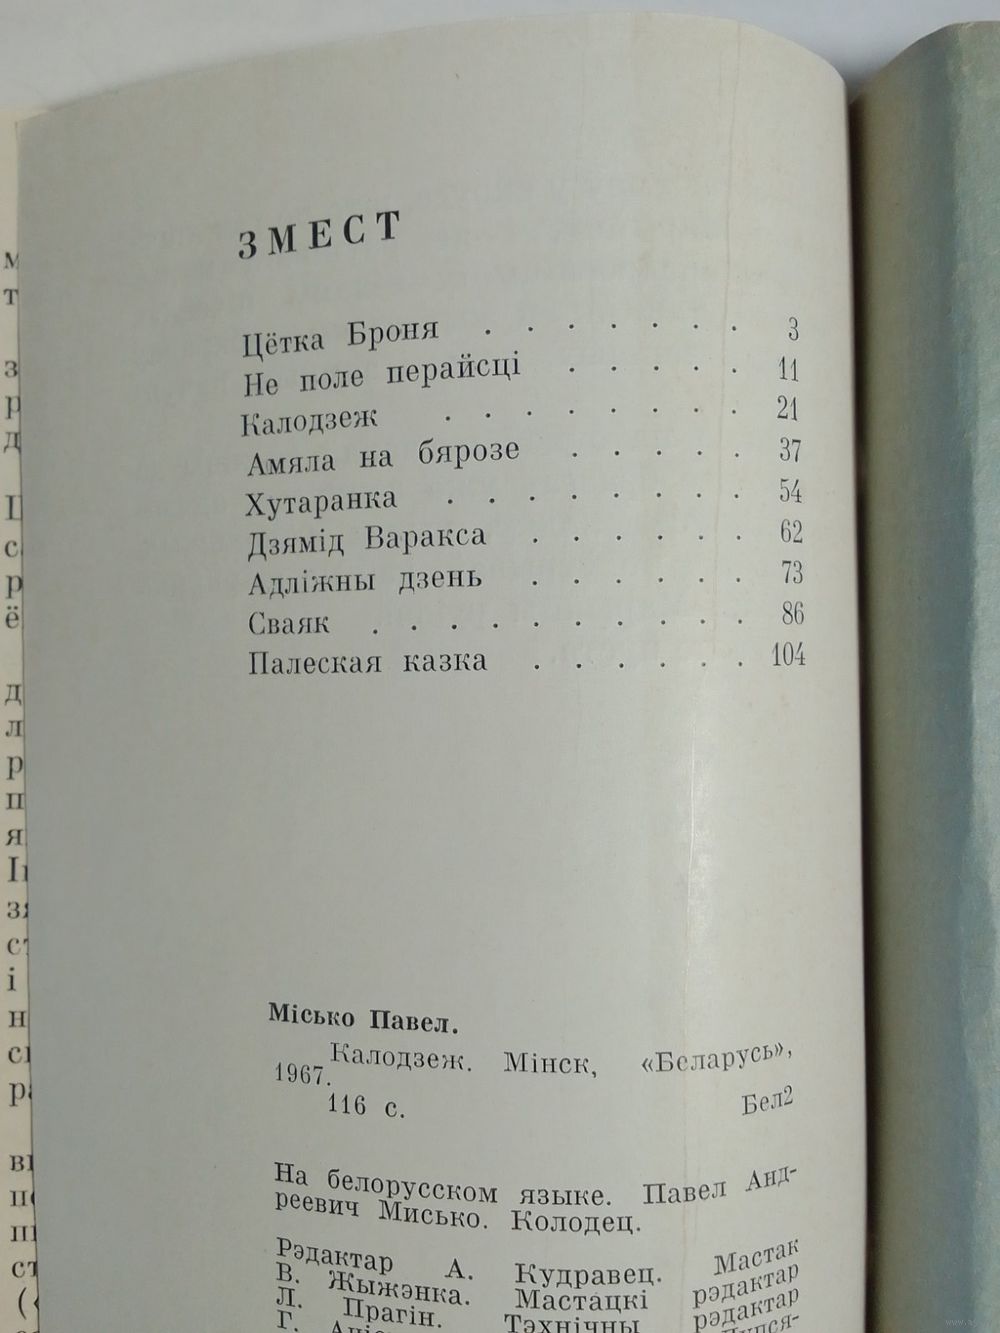 ЗМЕСТ
Цётка Броня . . . . . . . 3
Не поле перайсці . . . . . 11
Калодзеж . . . . . . . . 21
Амяла на бярозе . . . . . 37
Хутаранка . . . . . . . . 54
Дзямід Варакса . . . . . . 62
Адліжны дзень . . . . . . 73
Сваяк . . . . . . . . . . 86
Палеская казка . . . . . . 104
Місько Павел.
Калодзеж. Мінск, «Беларусь»,
1967.
116 с. Бел2
На белорусском языке. Павел Анд-
реевич Мисько. Колодец.
Рэдактар А. Кудравец. Мастак
В. Жыжэнка. Мастацкі рэдактар
Л. Прагін. Тэхнічны рэдактар
Г.